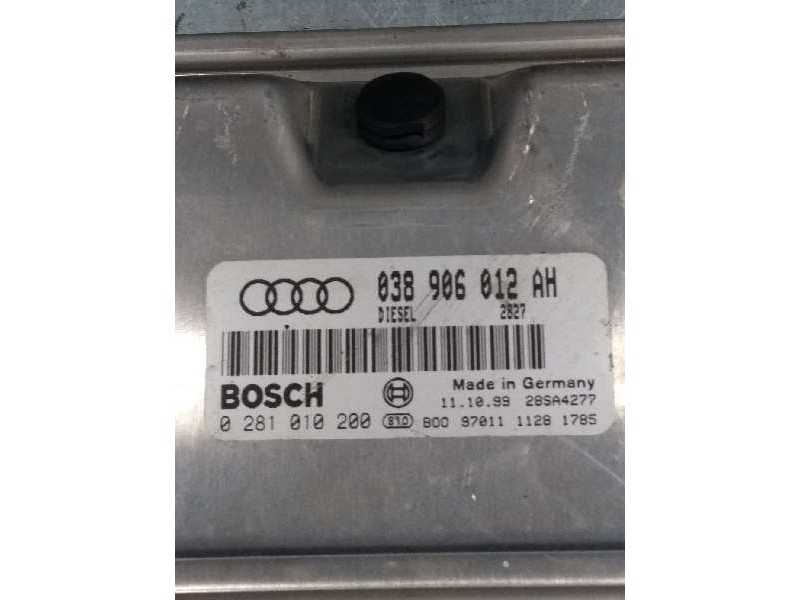 038 906 012 AH
DIESEL 2827
BOSCH
Made in Germany
11.10.99 28SA4277
0 281 010 200 B00 97011 1128 1785